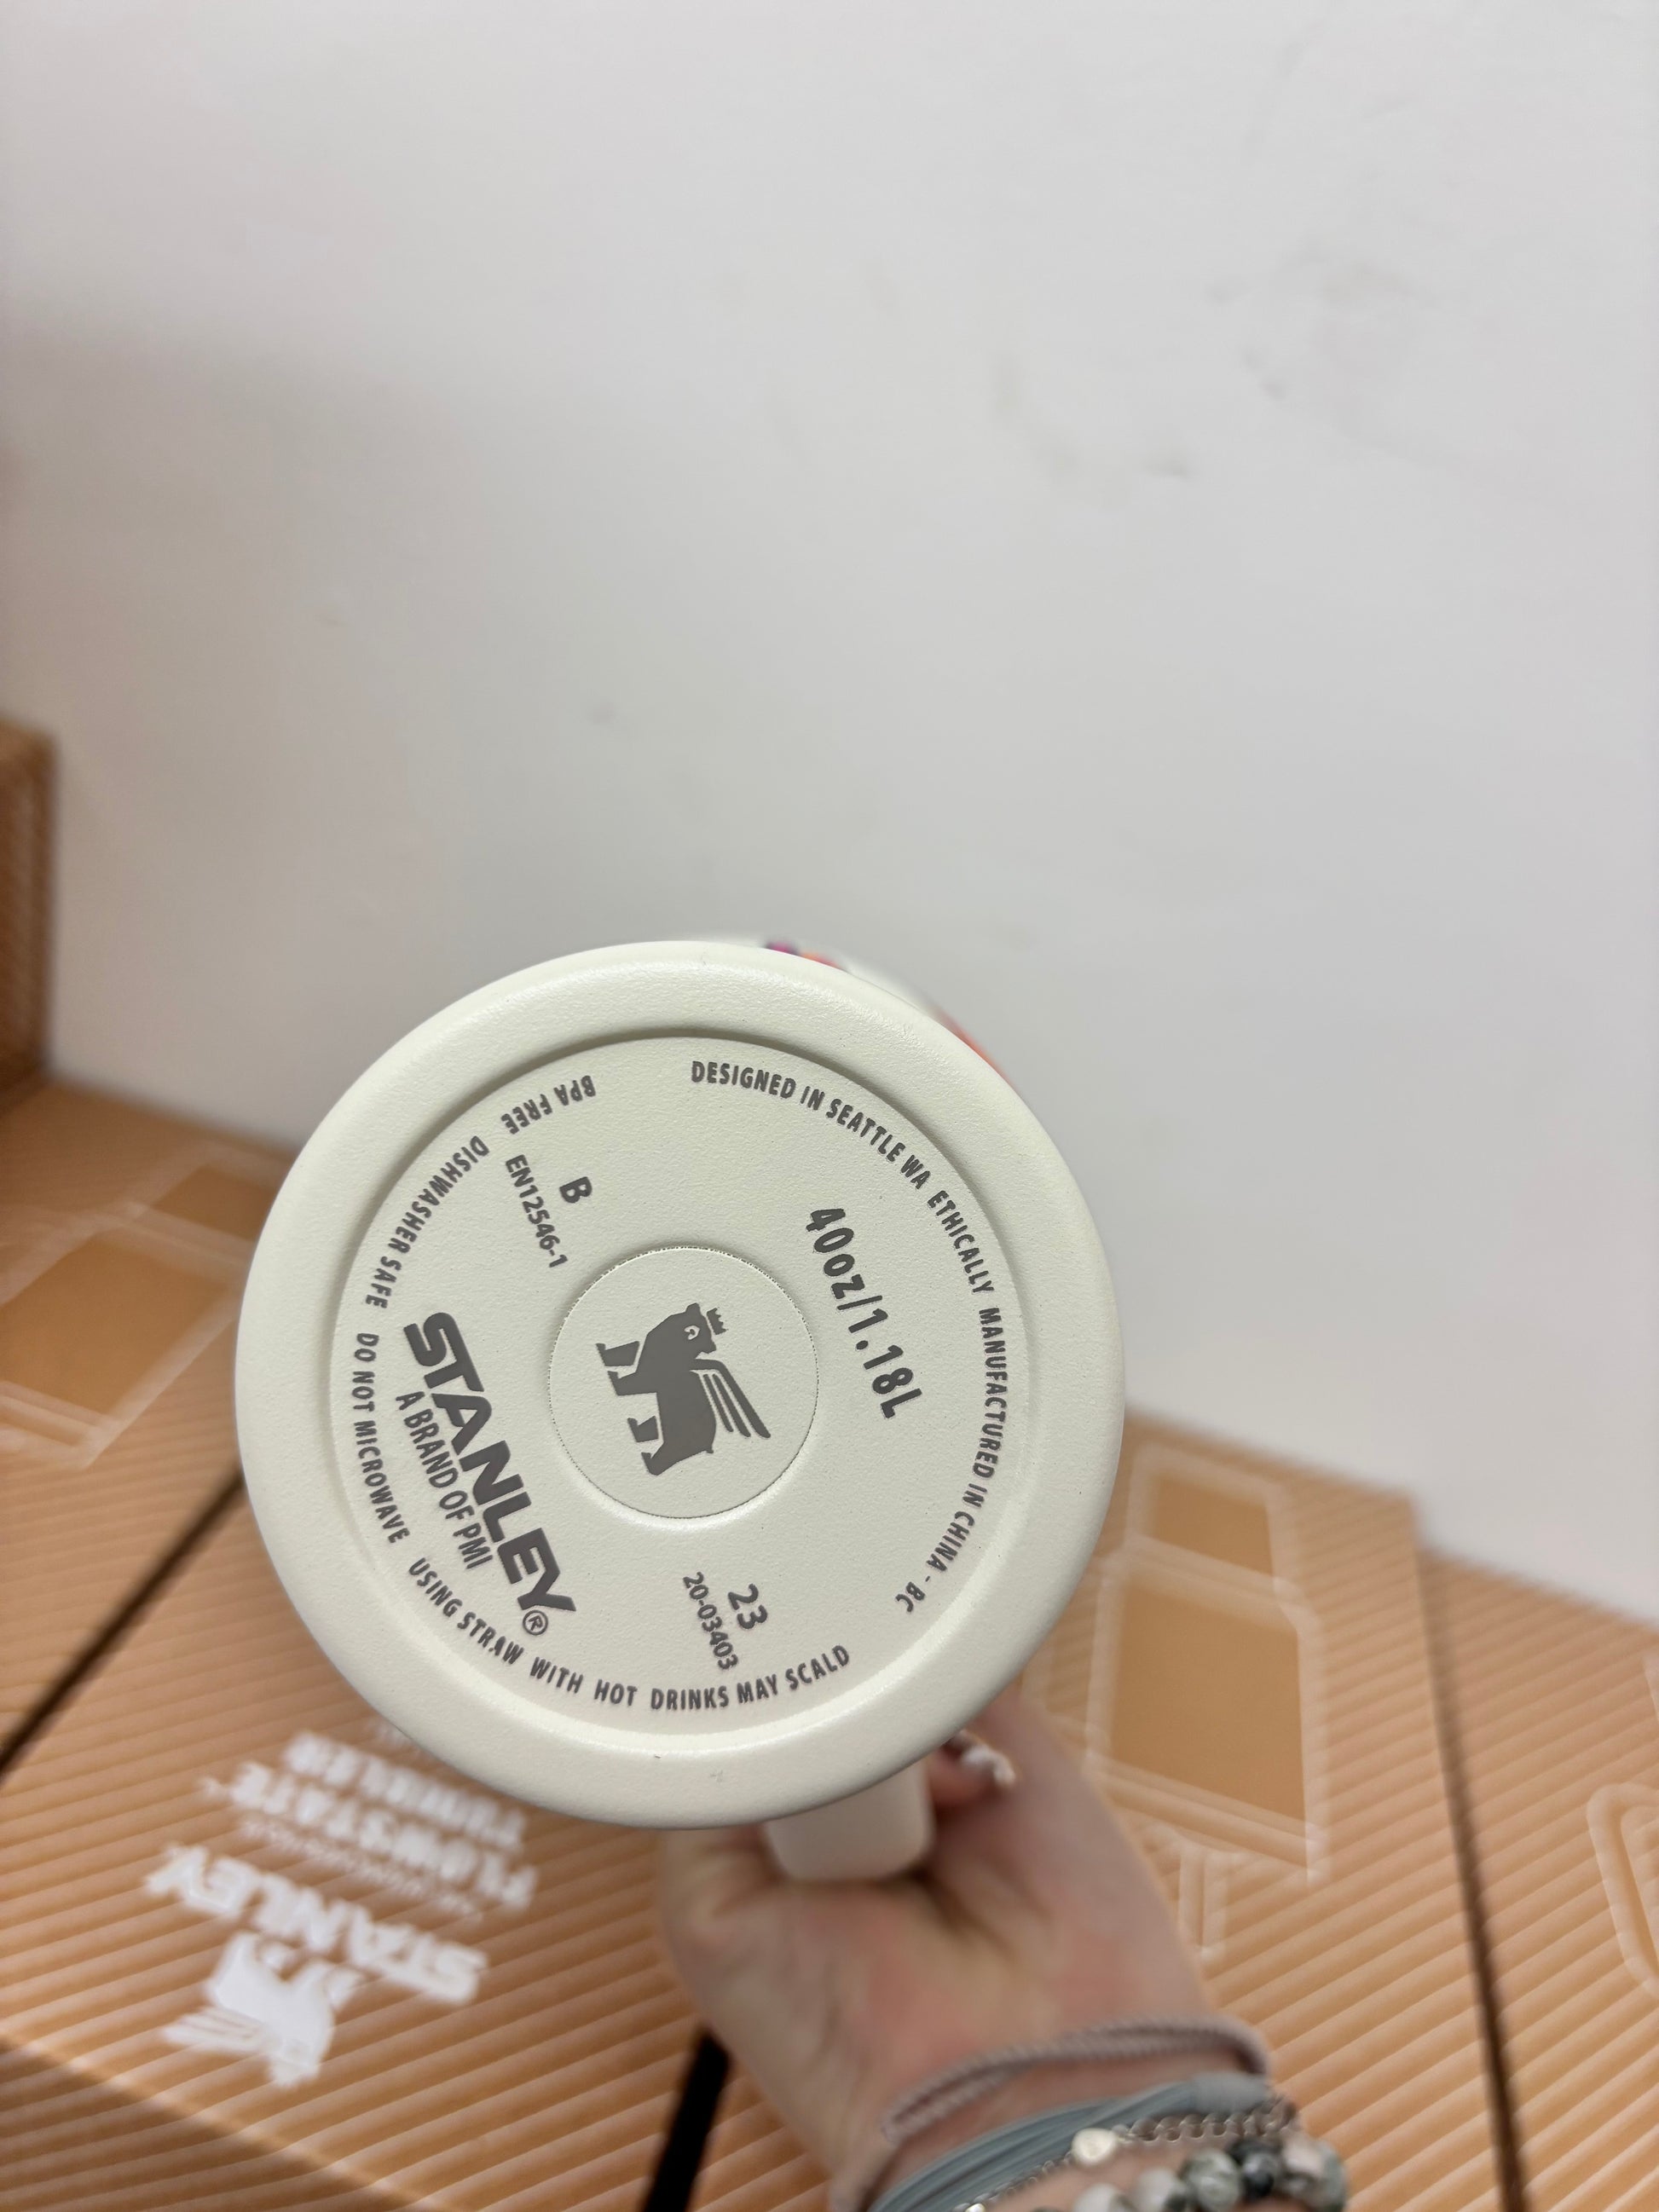 DESIGNED IN SEATTLE WA ETHICALLY MANUFACTURED IN CHINA - BC
40oz/1.18L
B
EN12546-1
23
20-03403
STANLEY®
A BRAND OF PMI
BPA FREE DISHWASHER SAFE DO NOT MICROWAVE USING STRAW WITH HOT DRINKS MAY SCALD
STANLEY
FLOWSTATE
TUMBLER